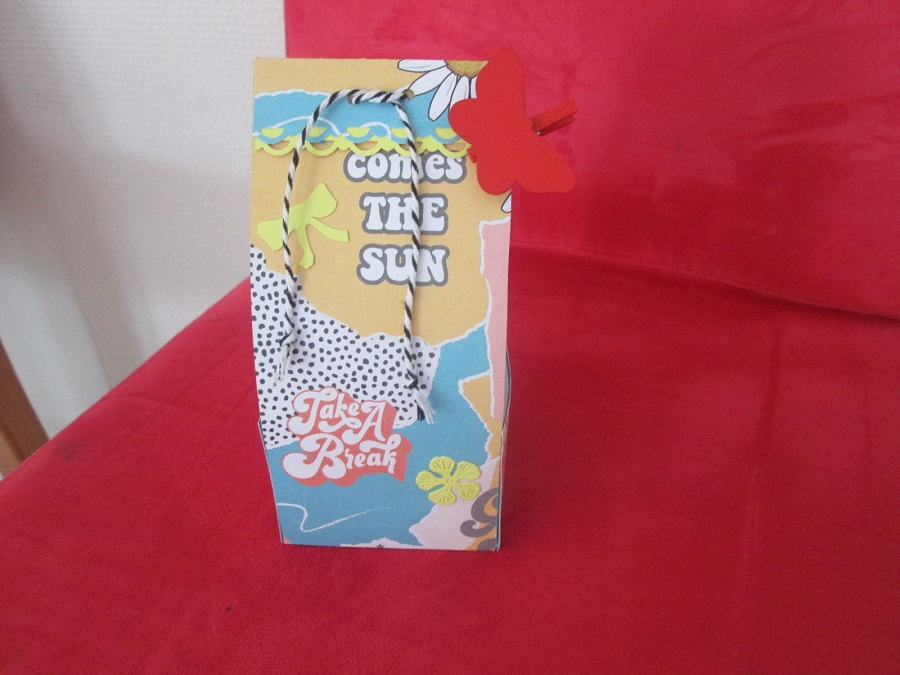 comes
THE
SUN
Take A
Break